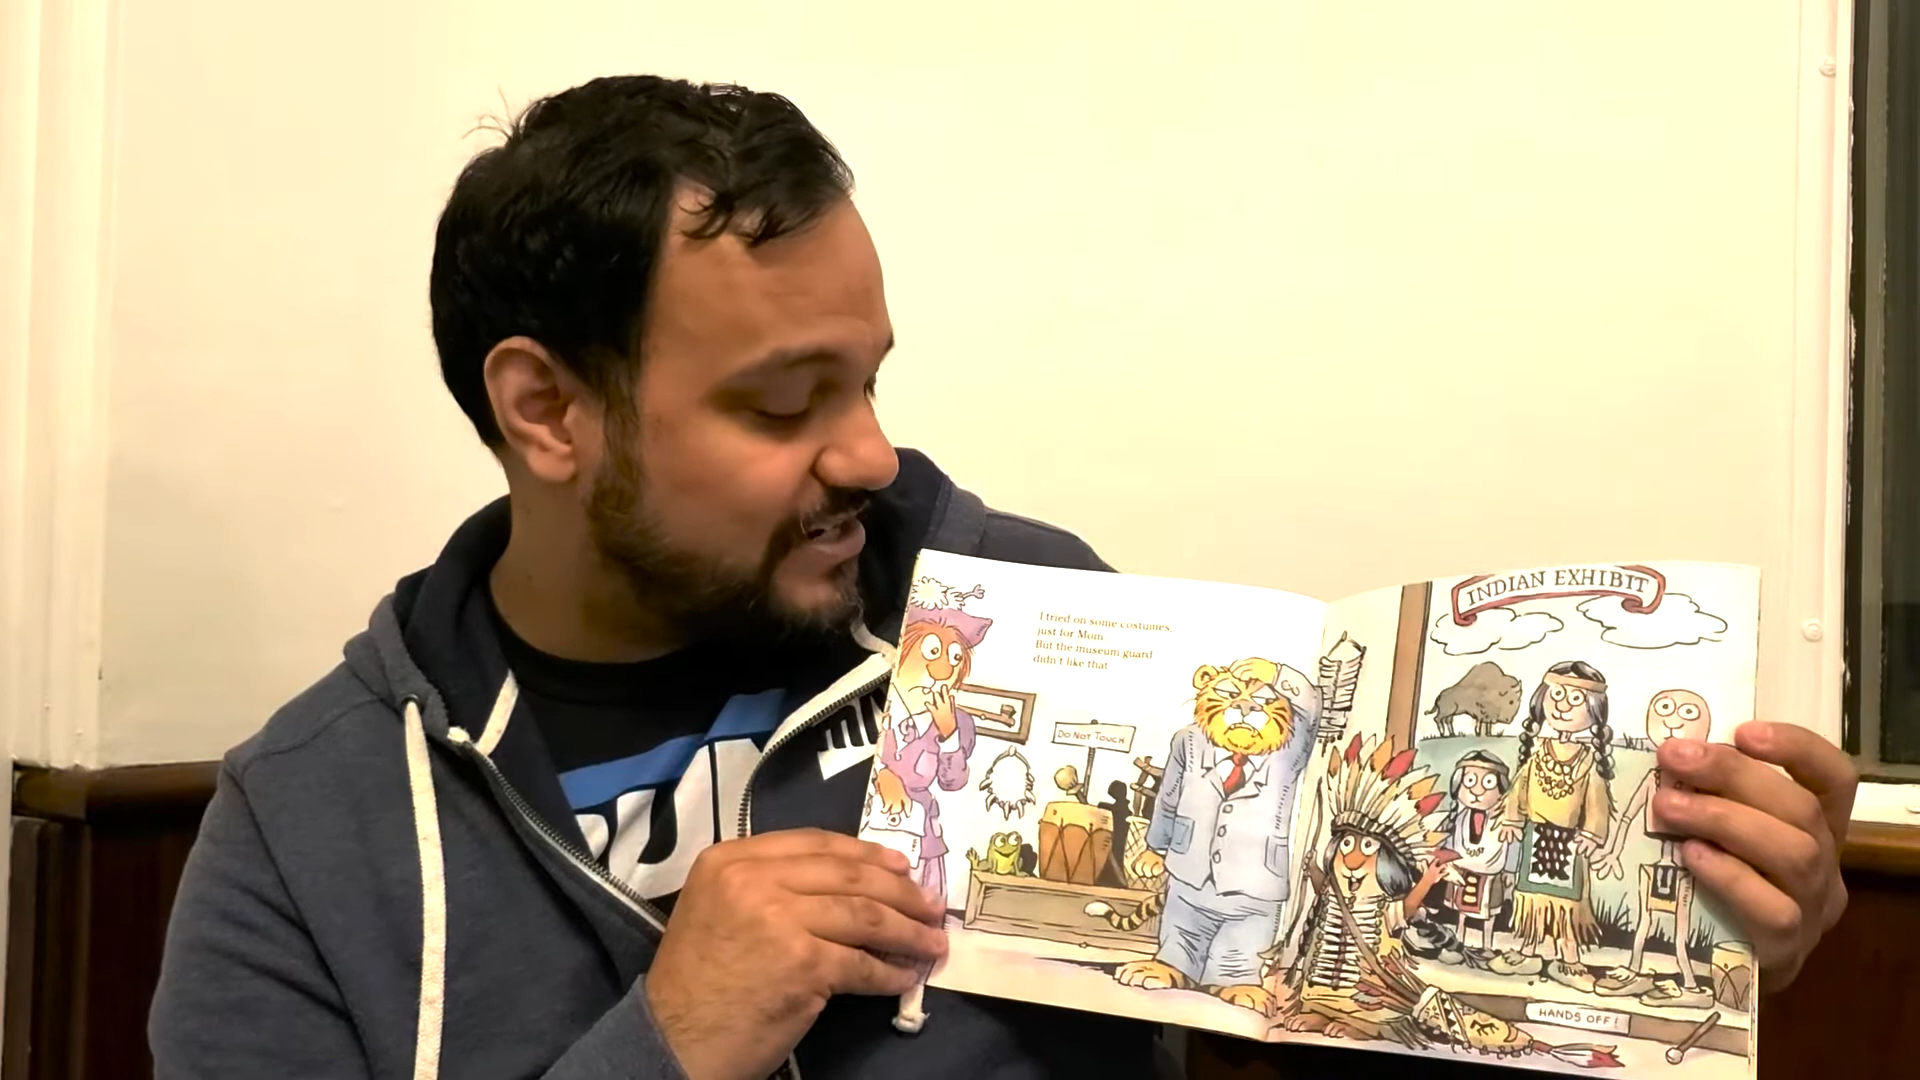 I tried on some costumes,
just for Mom
But the museum guard
didn't like that
DO NOT TOUCH
INDIAN EXHIBIT
HANDS OFF!